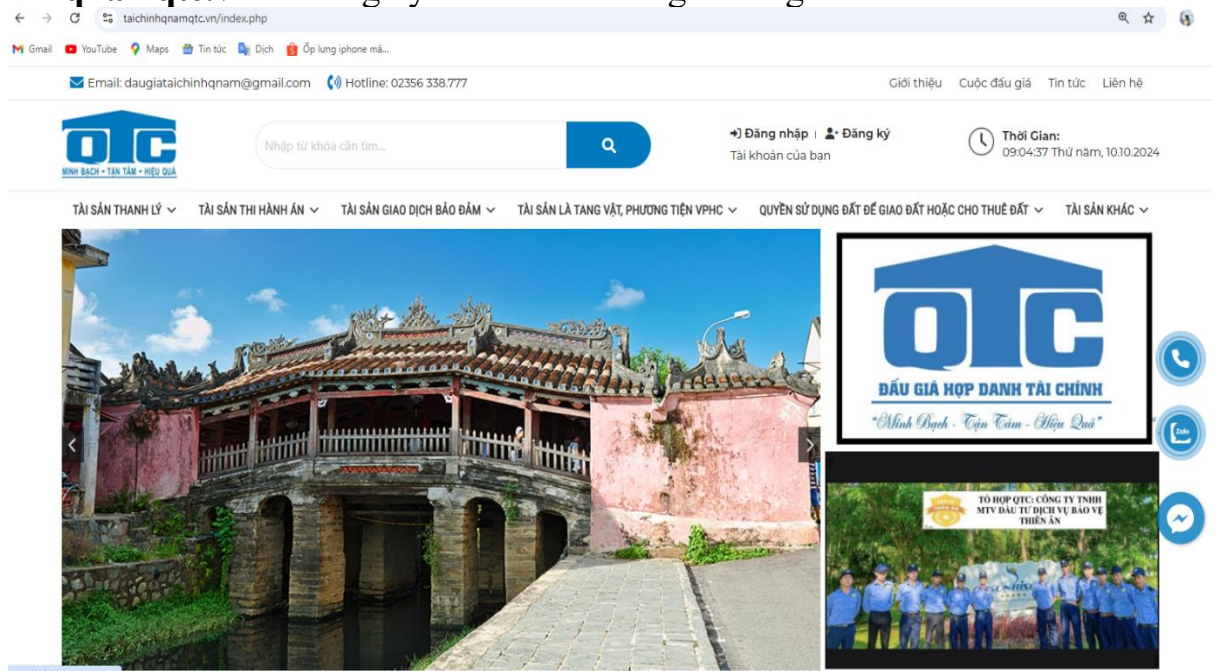 taichinhqnamqtc.vn/index.php
Gmail YouTube Maps Tin tức Dịch Ốp lưng iphone mà...
Email: daugiataichinhqnam@gmail.com Hotline: 02356 338.777 Giới thiệu Cuộc đấu giá Tin tức Liên hệ
QTC
MINH BẠCH - TẬN TÂM - HIỆU QUẢ
Nhập từ khóa cần tìm...
Đăng nhập | Đăng ký
Tài khoản của bạn
Thời Gian:
09:04:37 Thứ năm, 10.10.2024
TÀI SẢN THANH LÝ TÀI SẢN THI HÀNH ÁN TÀI SẢN GIAO DỊCH BẢO ĐẢM TÀI SẢN LÀ TANG VẬT, PHƯƠNG TIỆN VPHC QUYỀN SỬ DỤNG ĐẤT ĐỂ GIAO ĐẤT HOẶC CHO THUÊ ĐẤT TÀI SẢN KHÁC
QTC
ĐẤU GIÁ HỢP DANH TÀI CHÍNH
"Minh Bạch - Tận Tâm - Hiệu Quả"
Zalo
TỔ HỢP QTC: CÔNG TY TNHH
MTV ĐẦU TƯ DỊCH VỤ BẢO VỆ
THIÊN ÂN